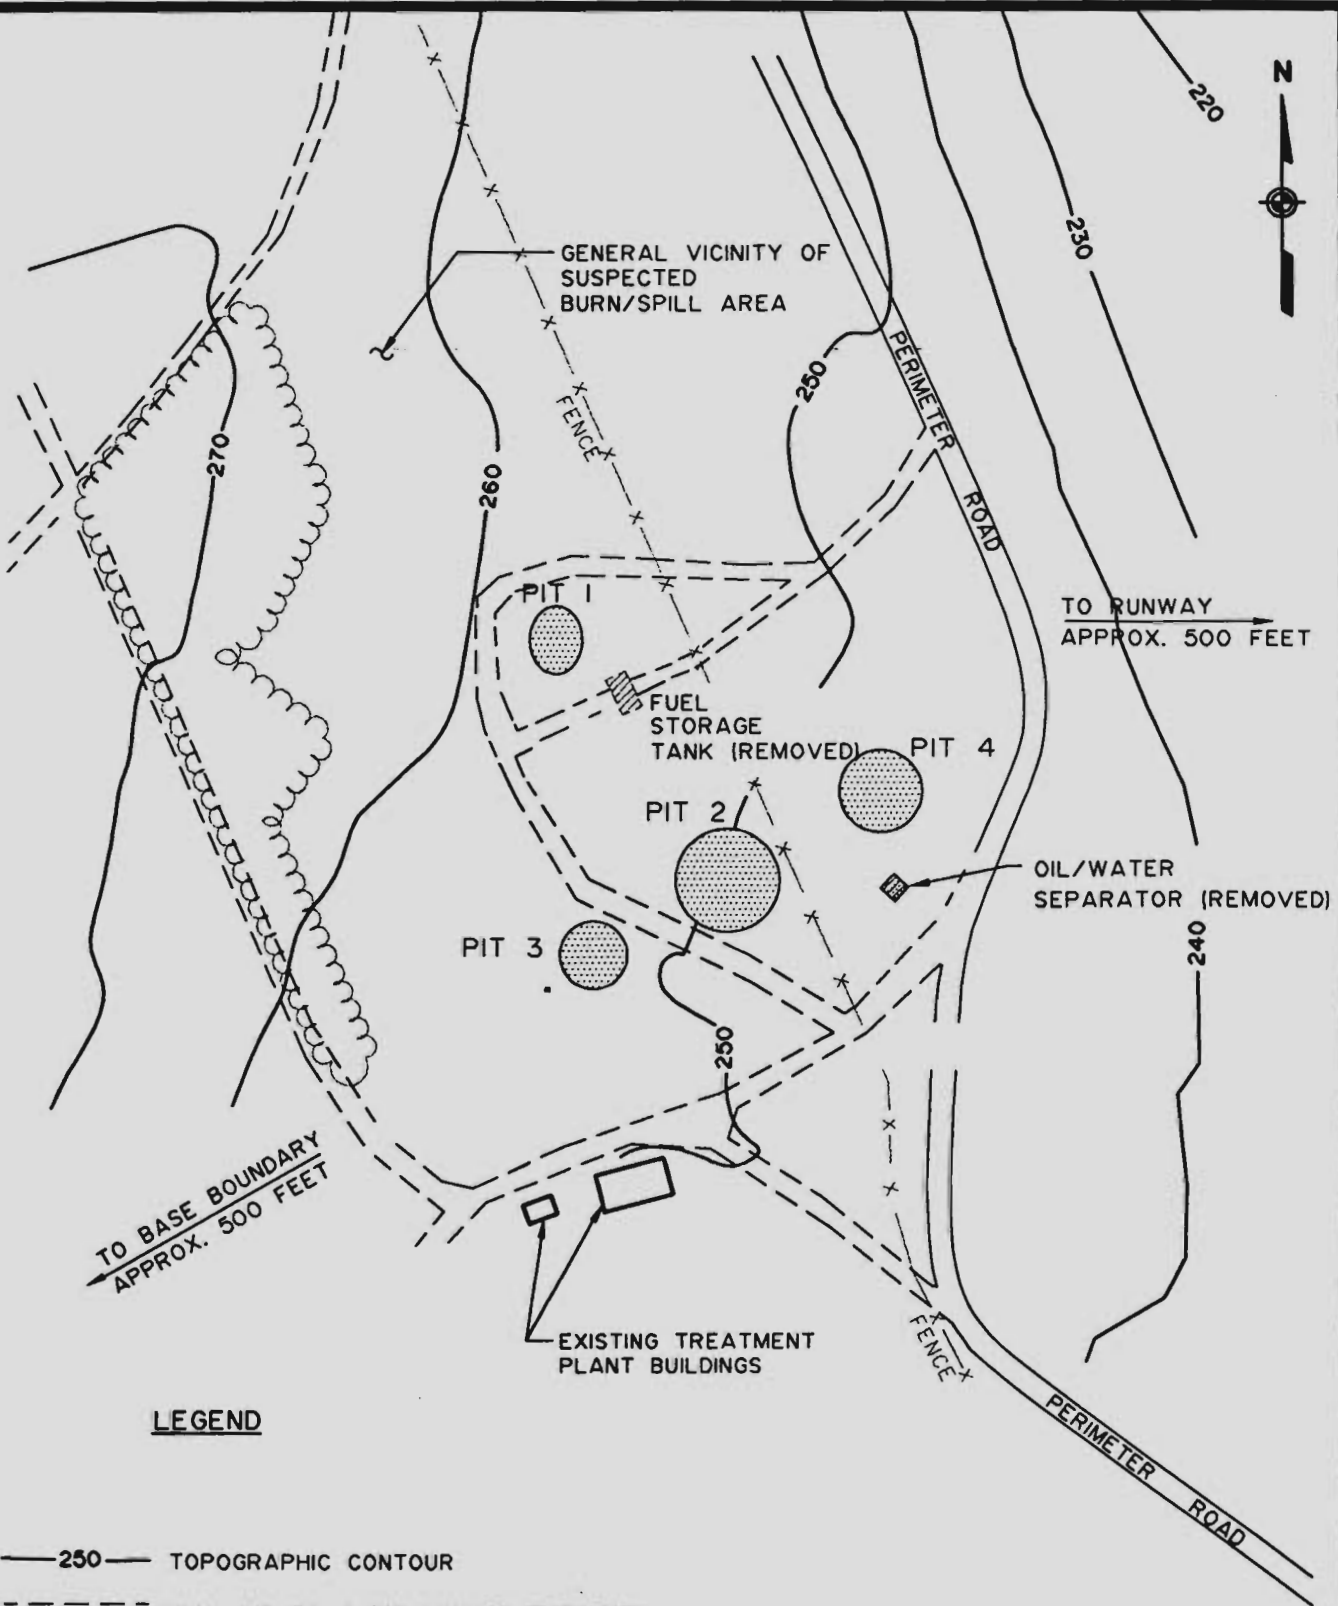 N
220
GENERAL VICINITY OF
SUSPECTED
BURN/SPILL AREA
230
250
PERIMETER
ROAD
FENCE
270
260
PIT 1
TO RUNWAY
APPROX. 500 FEET
FUEL
STORAGE
TANK (REMOVED)
PIT 4
PIT 2
OIL/WATER
SEPARATOR (REMOVED)
PIT 3
240
250
TO BASE BOUNDARY
APPROX. 500 FEET
EXISTING TREATMENT
PLANT BUILDINGS
FENCE
PERIMETER
ROAD
LEGEND
250 TOPOGRAPHIC CONTOUR